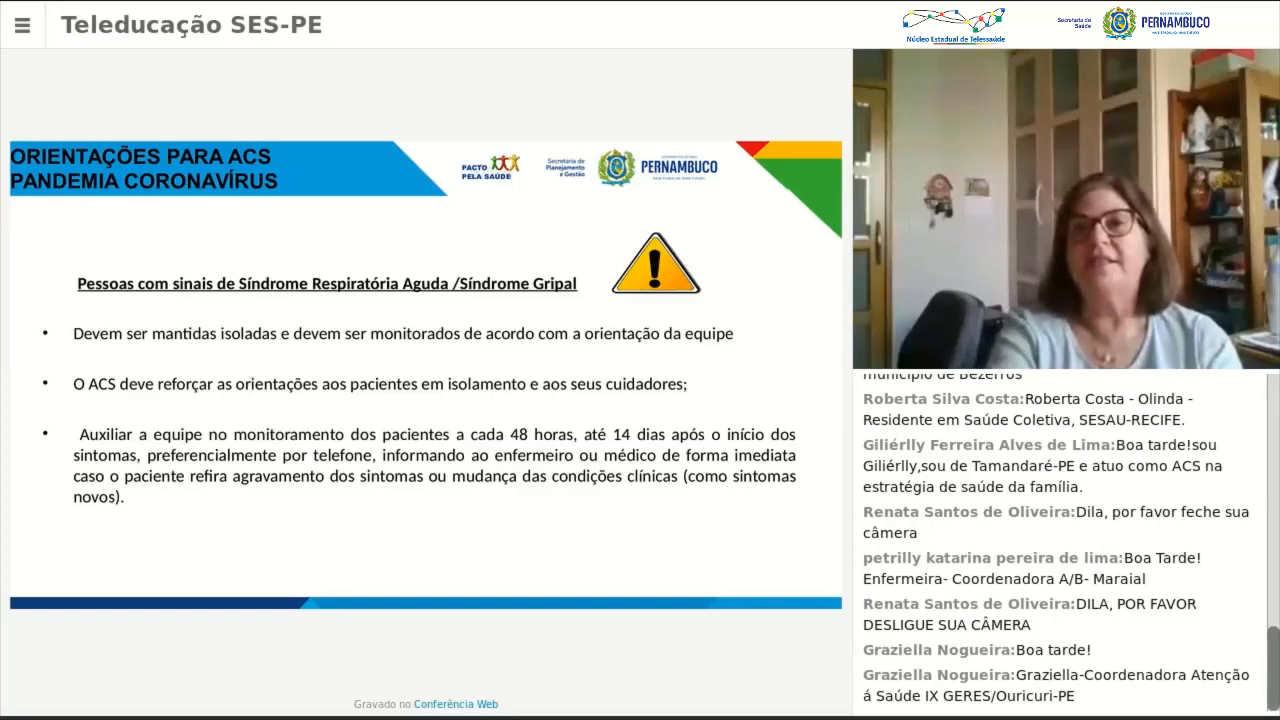 Teleducação SES-PE
Núcleo Estadual de Telessaúde
Secretaria de
Saúde
PERNAMBUCO
ORIENTAÇÕES PARA ACS
PANDEMIA CORONAVÍRUS
PACTO
PELA SAÚDE
Secretaria de
Planejamento
e Gestão
PERNAMBUCO
Pessoas com sinais de Síndrome Respiratória Aguda /Síndrome Gripal
• Devem ser mantidas isoladas e devem ser monitorados de acordo com a orientação da equipe
• O ACS deve reforçar as orientações aos pacientes em isolamento e aos seus cuidadores;
• Auxiliar a equipe no monitoramento dos pacientes a cada 48 horas, até 14 dias após o início dos
sintomas, preferencialmente por telefone, informando ao enfermeiro ou médico de forma imediata
caso o paciente refira agravamento dos sintomas ou mudança das condições clínicas (como sintomas
novos).
município de Bezerros
Roberta Silva Costa:Roberta Costa - Olinda -
Residente em Saúde Coletiva, SESAU-RECIFE.
Giliérlly Ferreira Alves de Lima:Boa tarde!sou
Giliérlly,sou de Tamandaré-PE e atuo como ACS na
estratégia de saúde da família.
Renata Santos de Oliveira:Dila, por favor feche sua
câmera
petrilly katarina pereira de lima:Boa Tarde!
Enfermeira- Coordenadora A/B- Maraial
Renata Santos de Oliveira:DILA, POR FAVOR
DESLIGUE SUA CÂMERA
Graziella Nogueira:Boa tarde!
Graziella Nogueira:Graziella-Coordenadora Atenção
á Saúde IX GERES/Ouricuri-PE
Gravado no Conferência Web